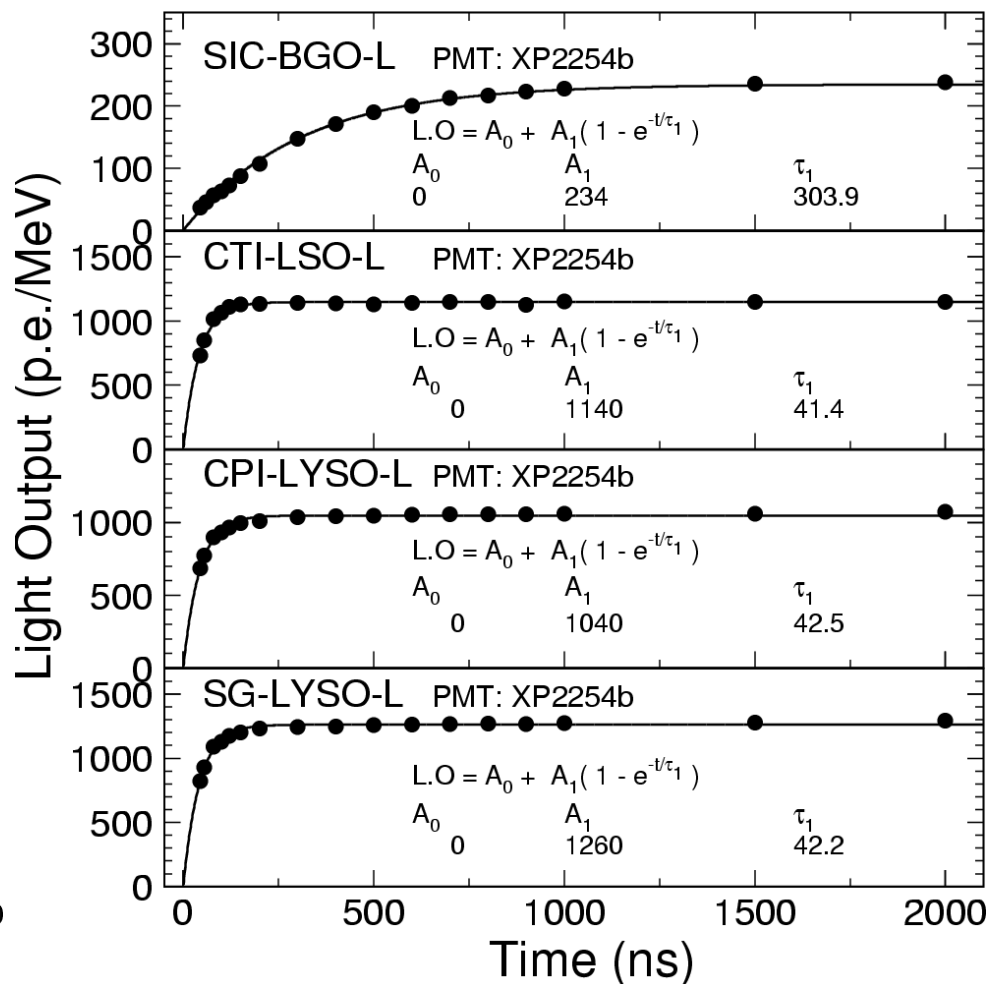 Light Output (p.e./MeV)
300
200
100
0
SIC-BGO-L PMT: XP2254b
L.O = A₀ + A₁( 1 - e^-t/τ₁ )
A₀ A₁ τ₁
0 234 303.9
1500
1000
500
0
CTI-LSO-L PMT: XP2254b
L.O = A₀ + A₁( 1 - e^-t/τ₁ )
A₀ A₁ τ₁
0 1140 41.4
1000
500
0
CPI-LYSO-L PMT: XP2254b
L.O = A₀ + A₁( 1 - e^-t/τ₁ )
A₀ A₁ τ₁
0 1040 42.5
1500
1000
500
0
SG-LYSO-L PMT: XP2254b
L.O = A₀ + A₁( 1 - e^-t/τ₁ )
A₀ A₁ τ₁
0 1260 42.2
0 500 1000 1500 2000
Time (ns)